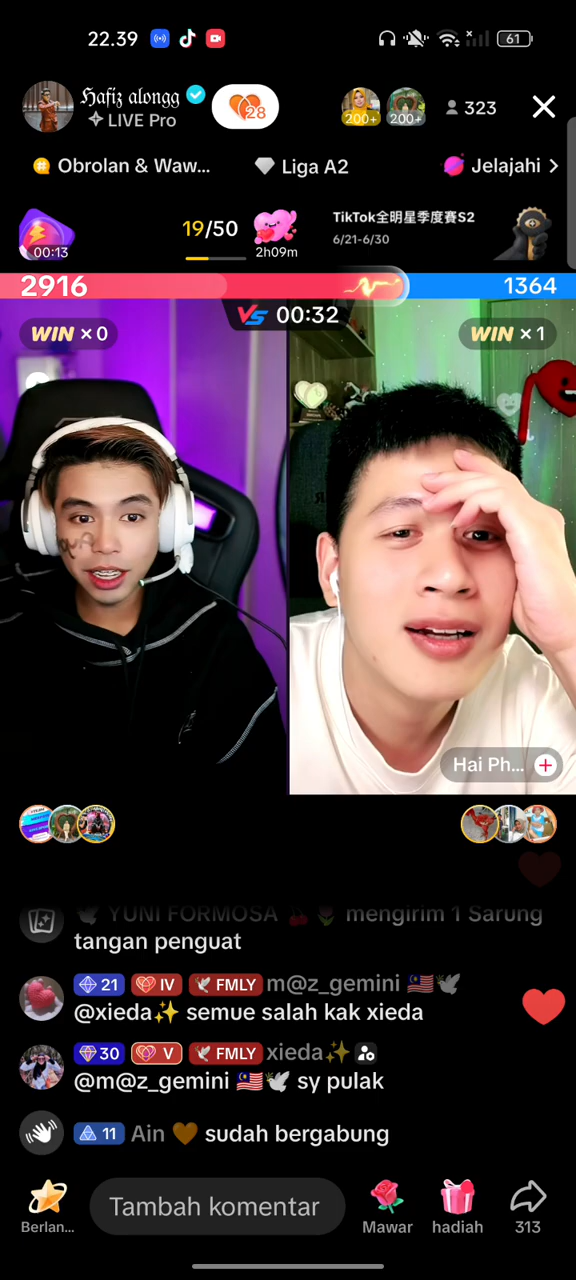 22.39
61
Hafiz alongg
LIVE Pro
28
200+
200+
323
Obrolan & Waw...
Liga A2
Jelajahi
00:13
19/50
2h09m
TikTok全明星季度賽S2
6/21-6/30
2916
1364
VS 00:32
WIN × 0
WIN × 1
Hai Ph...
YUNI FORMOSA mengirim 1 Sarung
tangan penguat
21 IV FMLY m@z_gemini
@xieda✨ semue salah kak xieda
30 V FMLY xieda✨
@m@z_gemini 🇲🇾🕊 sy pulak
11 Ain 🤎 sudah bergabung
Berlan...
Tambah komentar
Mawar
hadiah
313